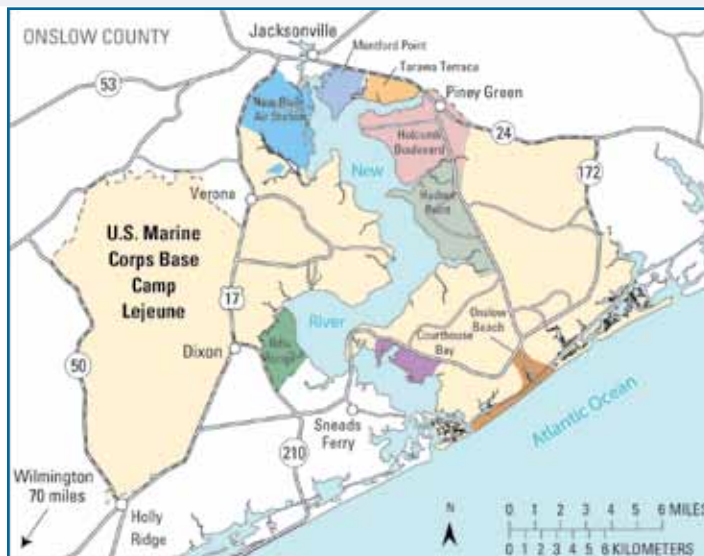 ONSLOW COUNTY
Jacksonville
Montford Point
Tarawa Terrace
53
New River
Air Station
Piney Green
Holcomb
Boulevard
24
New
172
Hadnot
Point
Verona
U.S. Marine
Corps Base
Camp
Lejeune
17
River
Onslow
Beach
Courthouse
Bay
Rifle
Range
Dixon
50
Atlantic Ocean
Sneads
Ferry
210
Wilmington
70 miles
Holly
Ridge
N
0 1 2 3 4 5 6 MILES
0 1 2 3 4 5 6 KILOMETERS